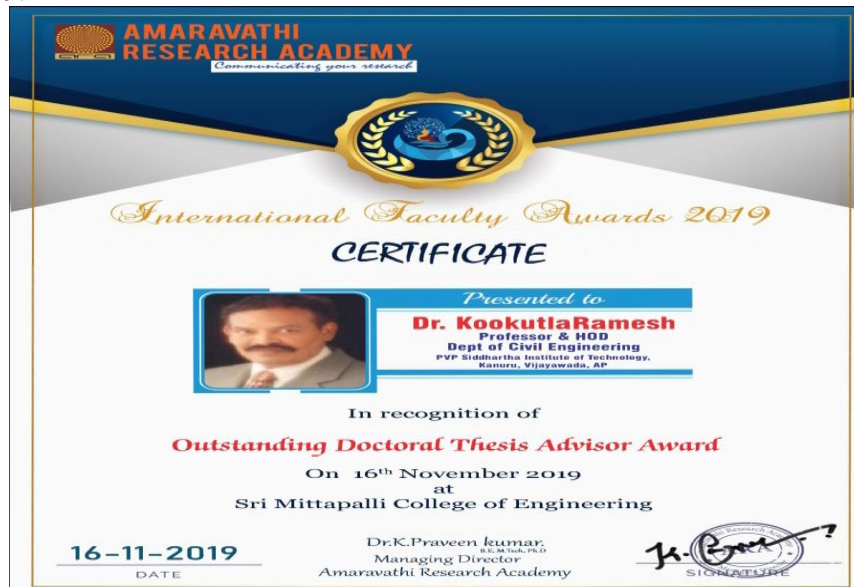 AMARAVATHI
RESEARCH ACADEMY
Communicating your research
International Faculty Awards 2019
CERTIFICATE
Presented to
Dr. KookutlaRamesh
Professor & HOD
Dept of Civil Engineering
PVP Siddhartha Institute of Technology,
Kanuru, Vijayawada, AP
In recognition of
Outstanding Doctoral Thesis Advisor Award
On 16th November 2019
at
Sri Mittapalli College of Engineering
16-11-2019
DATE
Dr.K.Praveen kumar.
B.E, M.Tech, Ph.D
Managing Director
Amaravathi Research Academy
SIGNATURE